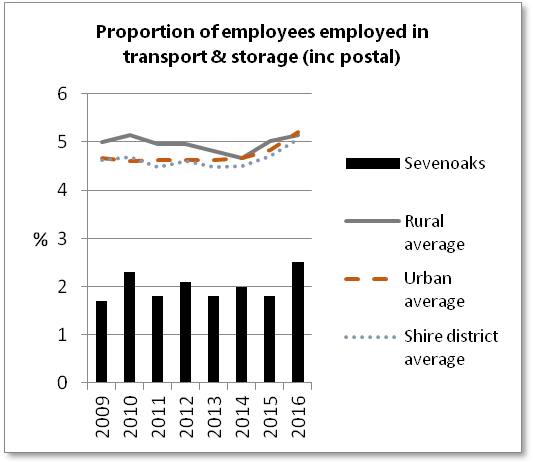 Proportion of employees employed in
transport & storage (inc postal)
6
5
4
3
2
1
0
%
2009
2010
2011
2012
2013
2014
2015
2016
Sevenoaks
Rural
average
Urban
average
Shire district
average